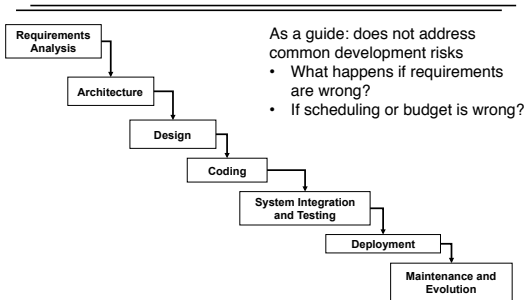 Requirements
Analysis
As a guide: does not address
common development risks
• What happens if requirements
are wrong?
• If scheduling or budget is wrong?
Architecture
Design
Coding
System Integration
and Testing
Deployment
Maintenance and
Evolution